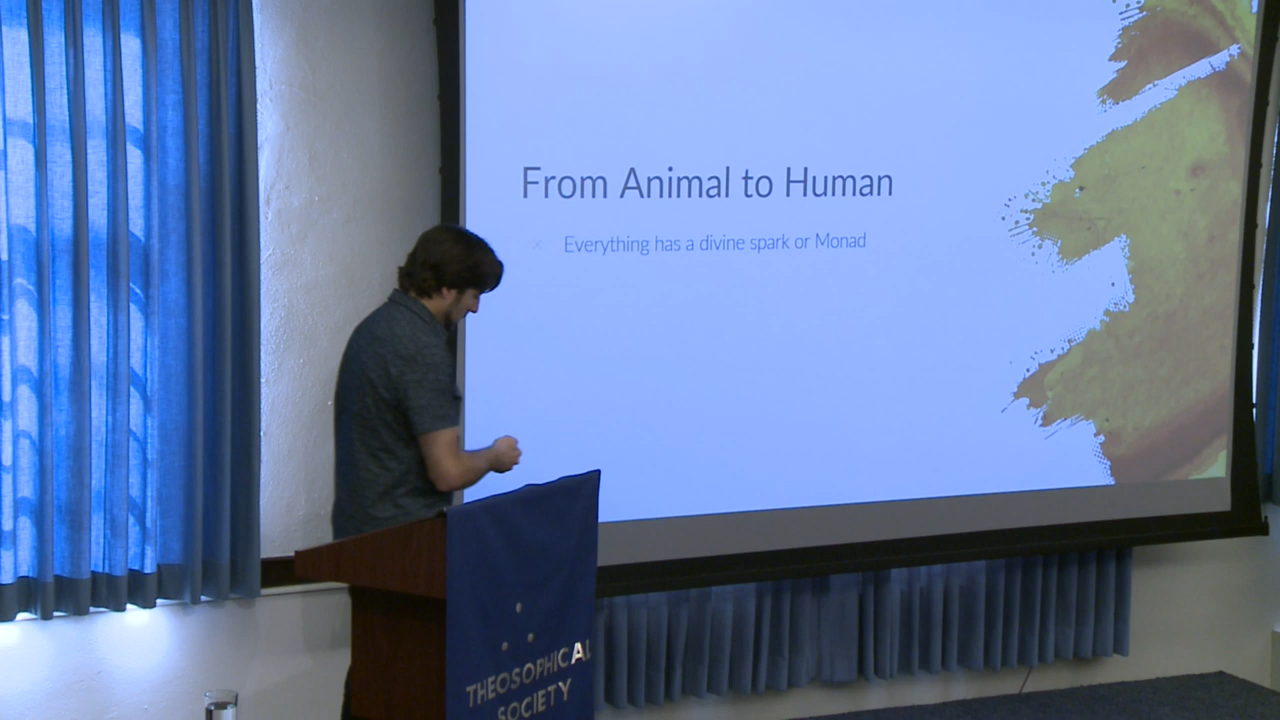 From Animal to Human
Everything has a divine spark or Monad
THEOSOPHICAL
SOCIETY